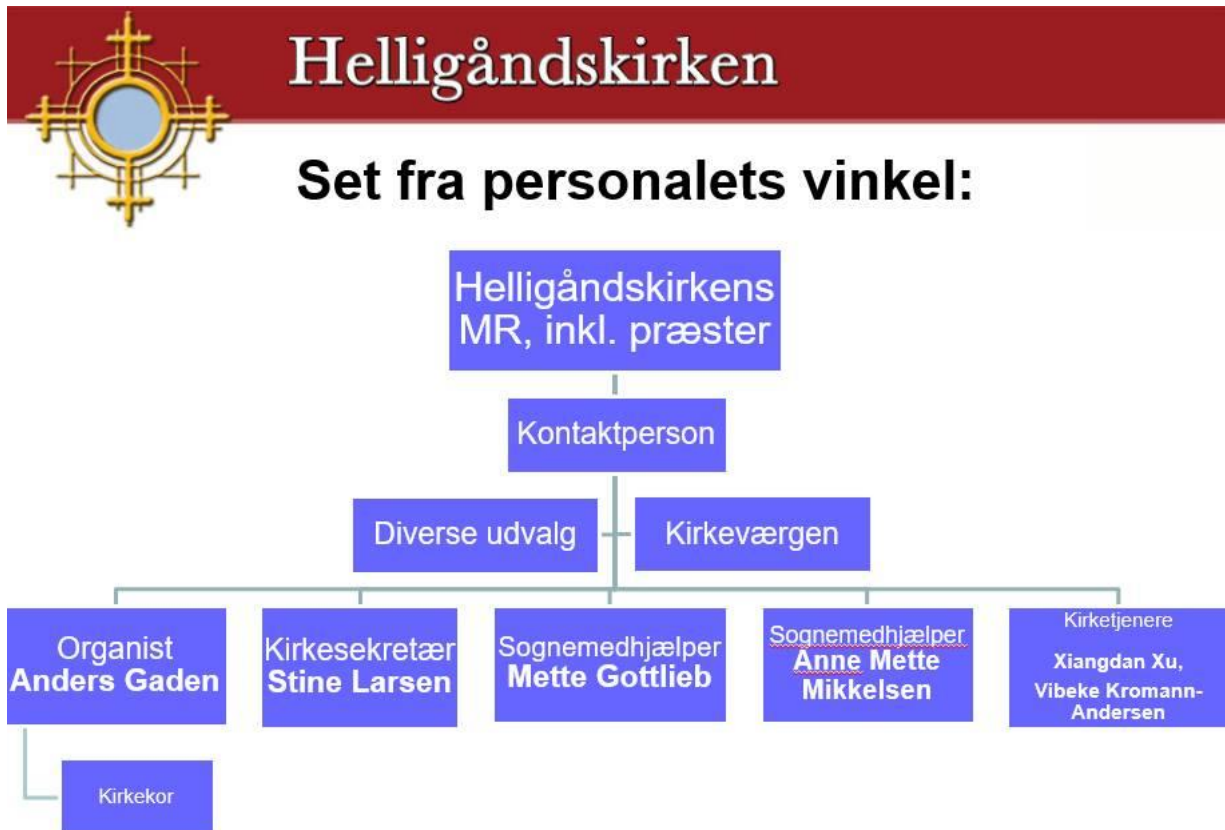 Helligåndskirken
Set fra personalets vinkel:
Helligåndskirkens
MR, inkl. præster
Kontaktperson
Diverse udvalg
Kirkeværgen
Organist
Anders Gaden
Kirkesekretær
Stine Larsen
Sognemedhjælper
Mette Gottlieb
Sognemedhjælper
Anne Mette
Mikkelsen
Kirketjenere
Xiangdan Xu,
Vibeke Kromann-
Andersen
Kirkekor